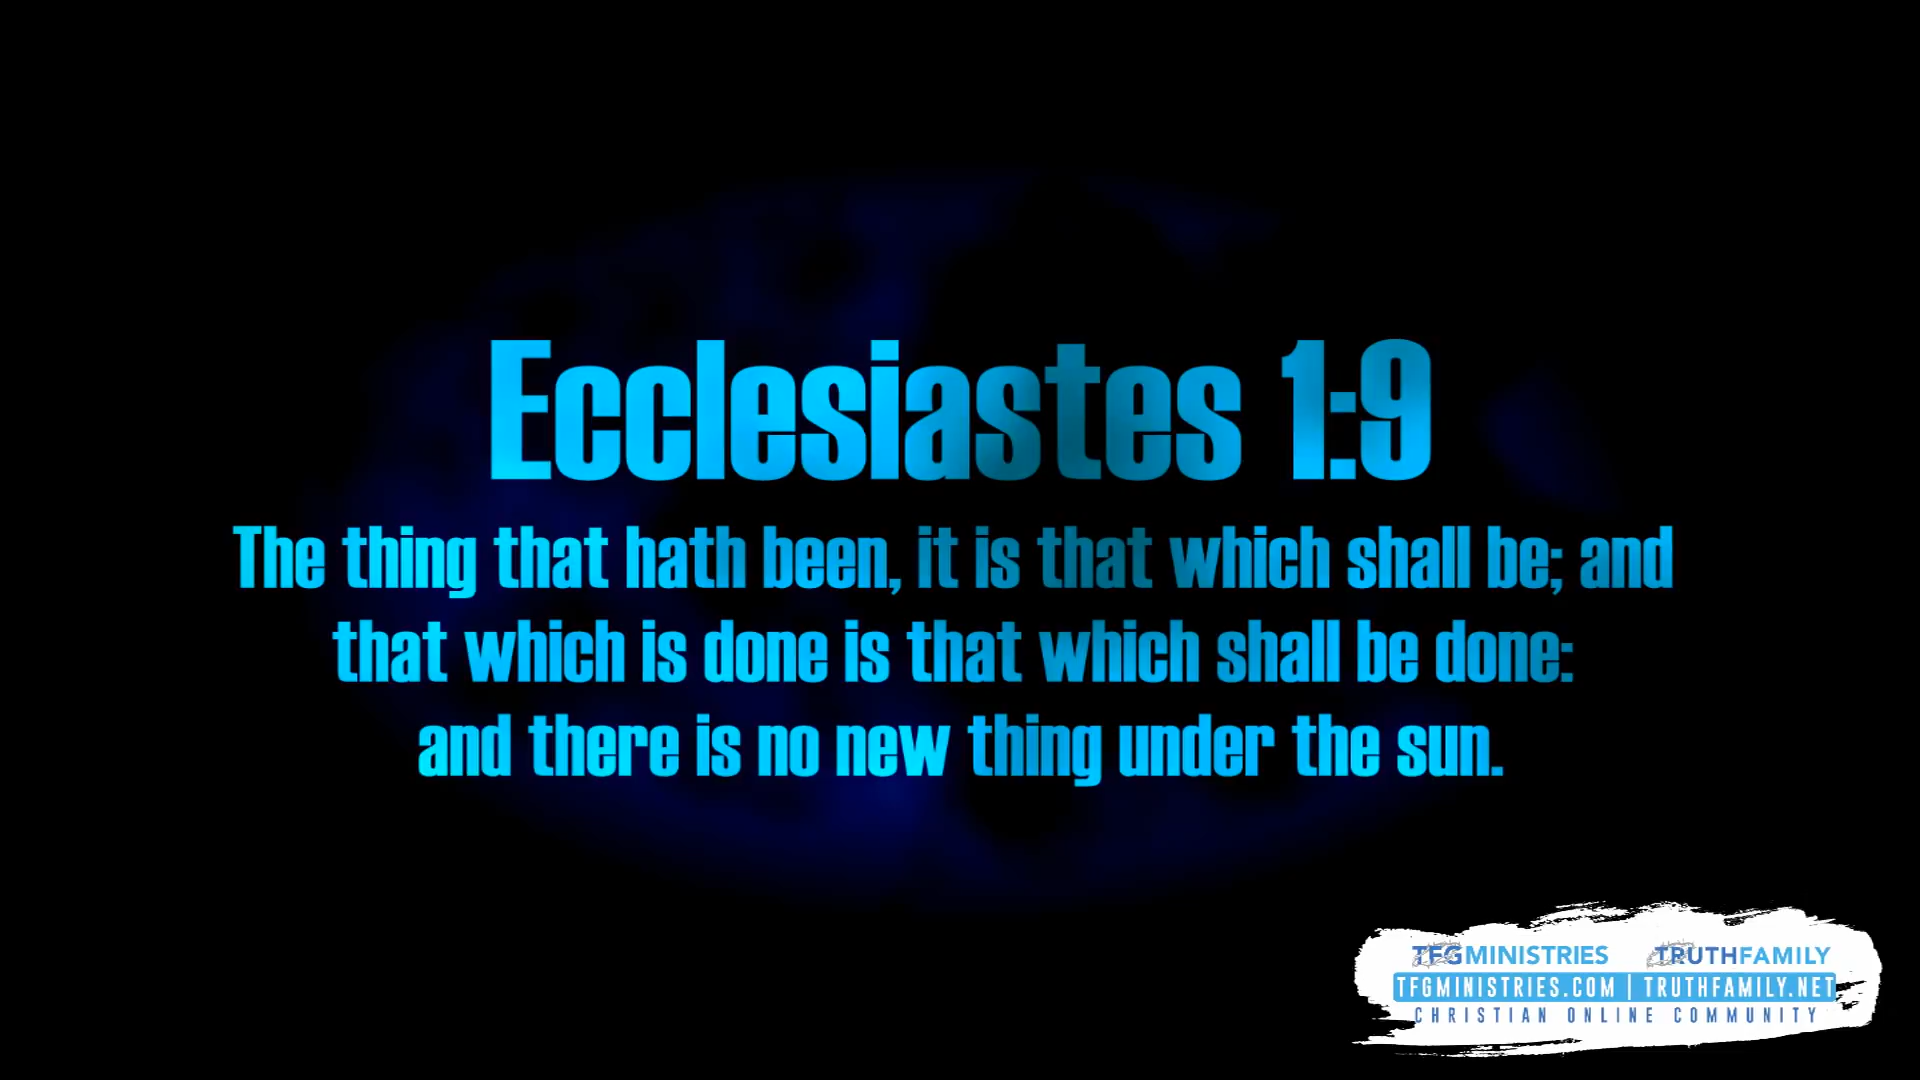 Ecclesiastes 1:9
The thing that hath been, it is that which shall be; and
that which is done is that which shall be done:
and there is no new thing under the sun.
TFGMINISTRIES TRUTHFAMILY
TFGMINISTRIES.COM | TRUTHFAMILY.NET
CHRISTIAN ONLINE COMMUNITY